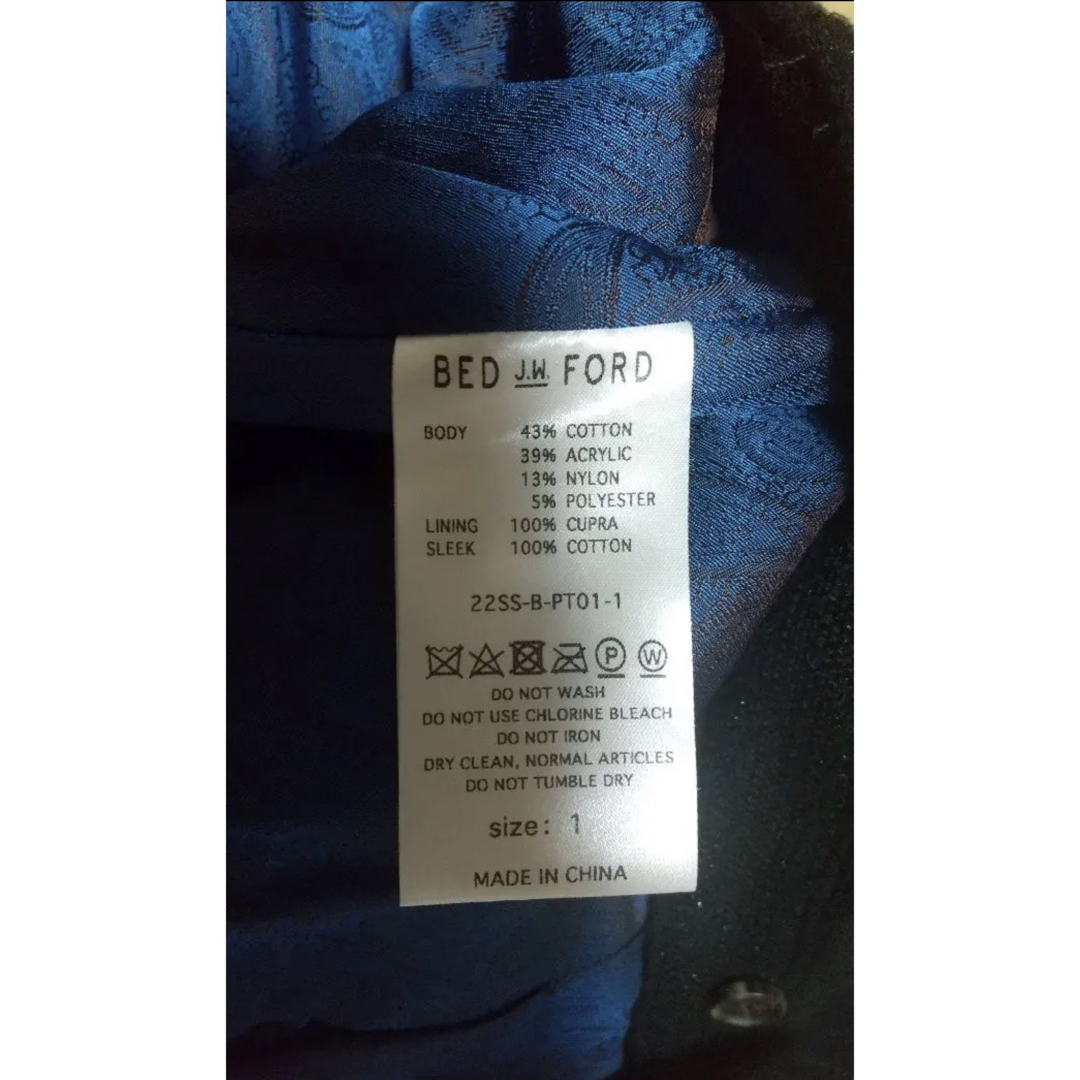 BED J.W. FORD
BODY 43% COTTON
39% ACRYLIC
13% NYLON
5% POLYESTER
LINING 100% CUPRA
SLEEK 100% COTTON
22SS-B-PT01-1
P W
DO NOT WASH
DO NOT USE CHLORINE BLEACH
DO NOT IRON
DRY CLEAN, NORMAL ARTICLES
DO NOT TUMBLE DRY
size: 1
MADE IN CHINA